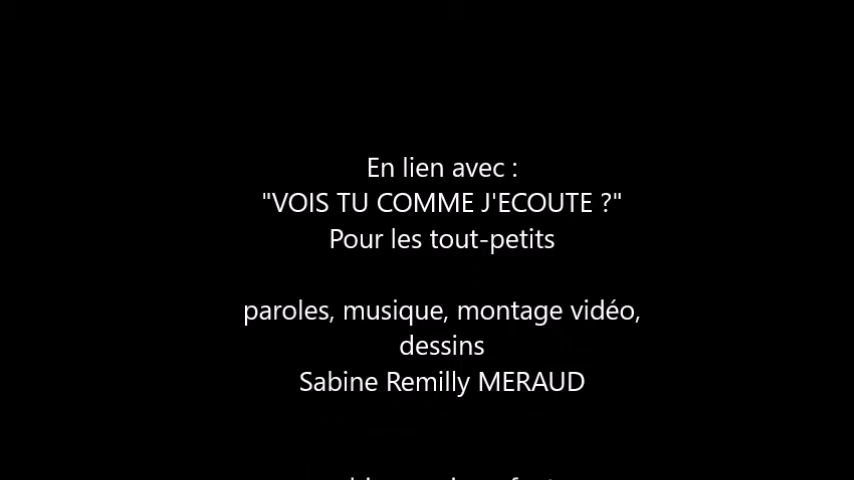 En lien avec :
"VOIS TU COMME J'ECOUTE ?"
Pour les tout-petits
paroles, musique, montage vidéo,
dessins
Sabine Remilly MERAUD